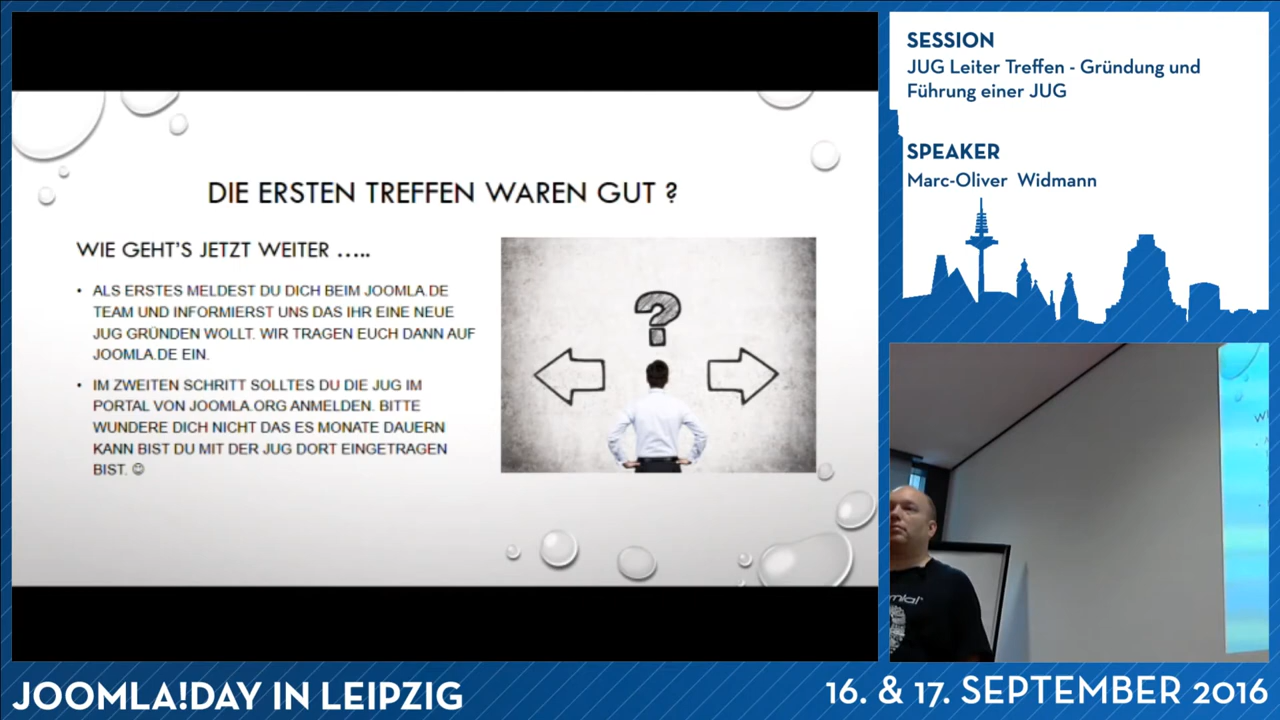 SESSION
JUG Leiter Treffen - Gründung und
Führung einer JUG
SPEAKER
Marc-Oliver Widmann
DIE ERSTEN TREFFEN WAREN GUT ?
WIE GEHT'S JETZT WEITER …..
• ALS ERSTES MELDEST DU DICH BEIM JOOMLA.DE
TEAM UND INFORMIERST UNS DAS IHR EINE NEUE
JUG GRÜNDEN WOLLT. WIR TRAGEN EUCH DANN AUF
JOOMLA.DE EIN.
• IM ZWEITEN SCHRITT SOLLTES DU DIE JUG IM
PORTAL VON JOOMLA.ORG ANMELDEN. BITTE
WUNDERE DICH NICHT DAS ES MONATE DAUERN
KANN BIST DU MIT DER JUG DORT EINGETRAGEN
BIST. ☺
?
JOOMLA!DAY IN LEIPZIG
16. & 17. SEPTEMBER 2016